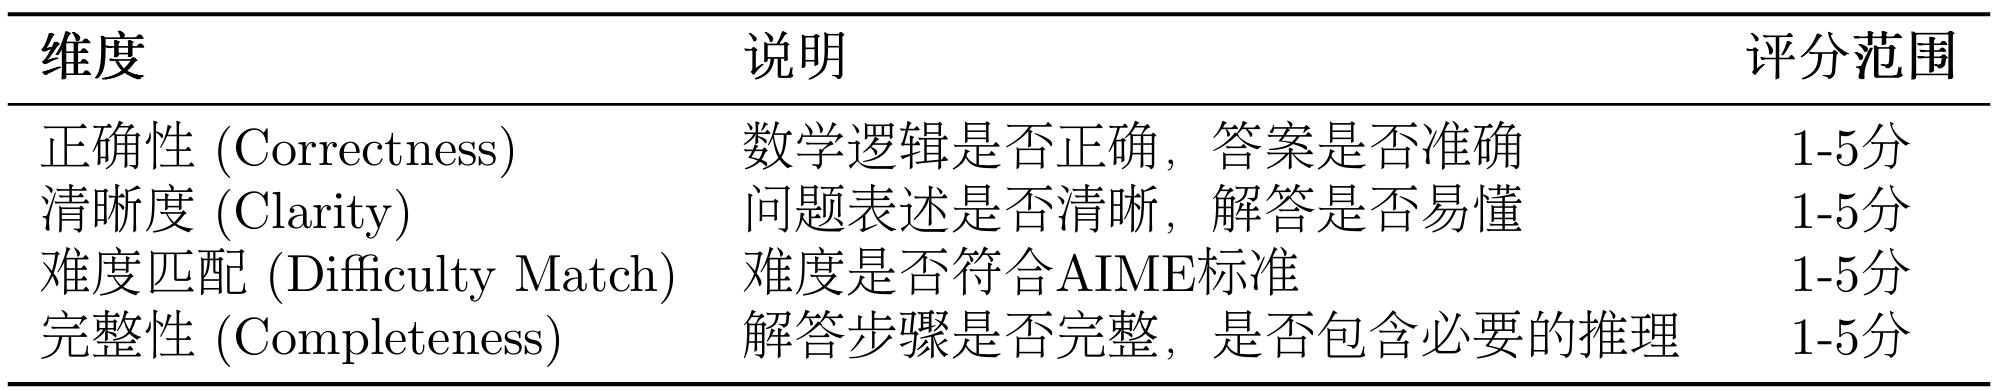 维度 说明 评分范围
正确性 (Correctness) 数学逻辑是否正确，答案是否准确 1-5分
清晰度 (Clarity) 问题表述是否清晰，解答是否易懂 1-5分
难度匹配 (Difficulty Match) 难度是否符合AIME标准 1-5分
完整性 (Completeness) 解答步骤是否完整，是否包含必要的推理 1-5分